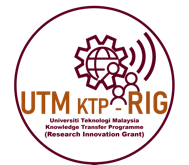 UTM KTP - RIG
Universiti Teknologi Malaysia
Knowledge Transfer Programme
(Research Innovation Grant)